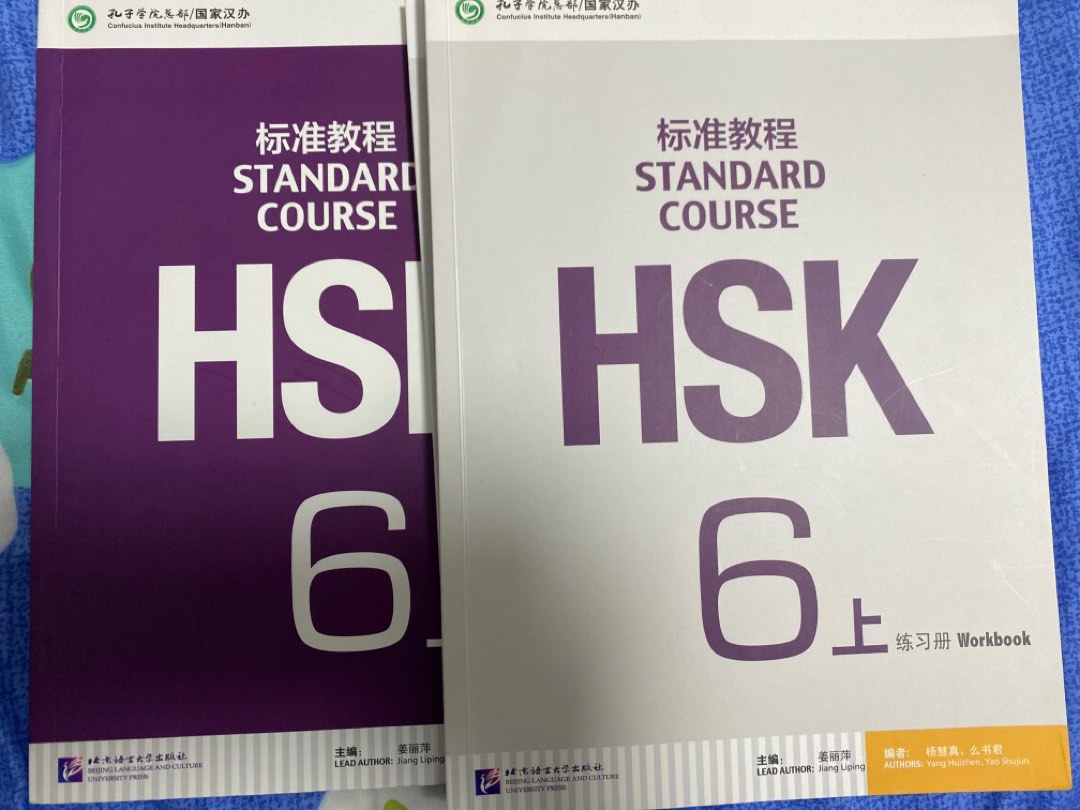 孔子学院总部/国家汉办
Confucius Institute Headquarters(Hanban)
标准教程
STANDARD
COURSE
HS
6
主编：
姜丽萍
LEAD AUTHOR: Jiang Liping
北京语言大学出版社
BEIJING LANGUAGE AND CULTURE
UNIVERSITY PRESS
孔子学院总部/国家汉办
Confucius Institute Headquarters(Hanban)
标准教程
STANDARD
COURSE
HSK
6上 练习册 Workbook
主编：
姜丽萍
LEAD AUTHOR: Jiang Liping
编者： 杨慧真、么书君
AUTHORS: Yang Huizhen, Yao Shujun
北京语言大学出版社
BEIJING LANGUAGE AND CULTURE
UNIVERSITY PRESS